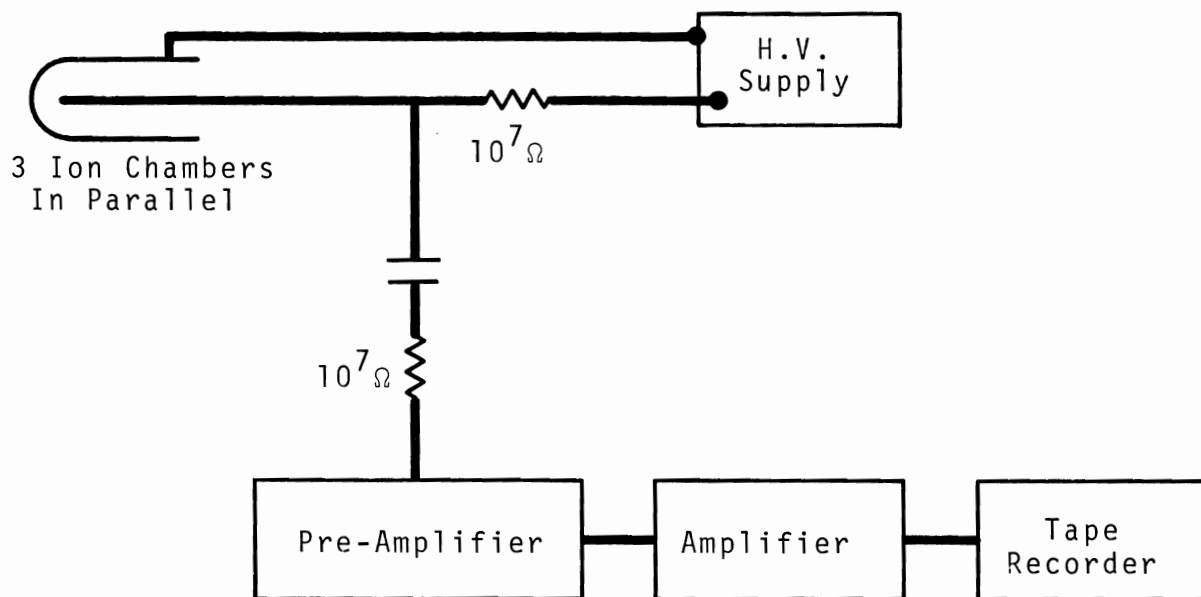 H.V.
Supply
10⁷Ω
3 Ion Chambers
In Parallel
10⁷Ω
Pre-Amplifier
Amplifier
Tape
Recorder